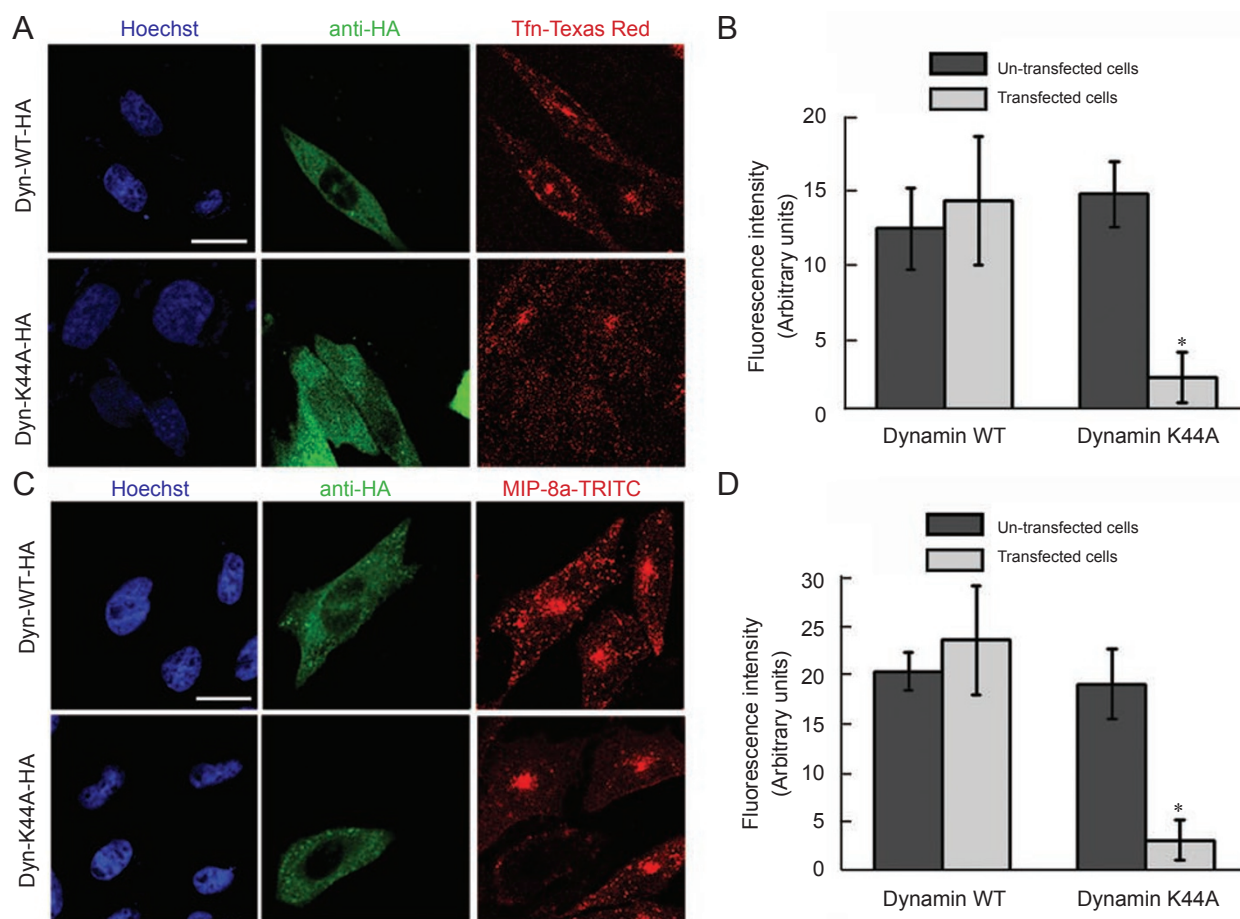 A
Hoechst
anti-HA
Tfn-Texas Red
Dyn-WT-HA
Dyn-K44A-HA
B
Un-transfected cells
Transfected cells
Fluorescence intensity
(Arbitrary units)
20
15
10
5
0
*
Dynamin WT
Dynamin K44A
C
Hoechst
anti-HA
MIP-8a-TRITC
Dyn-WT-HA
Dyn-K44A-HA
D
Un-transfected cells
Transfected cells
Fluorescence intensity
(Arbitrary units)
30
25
20
15
10
5
0
*
Dynamin WT
Dynamin K44A